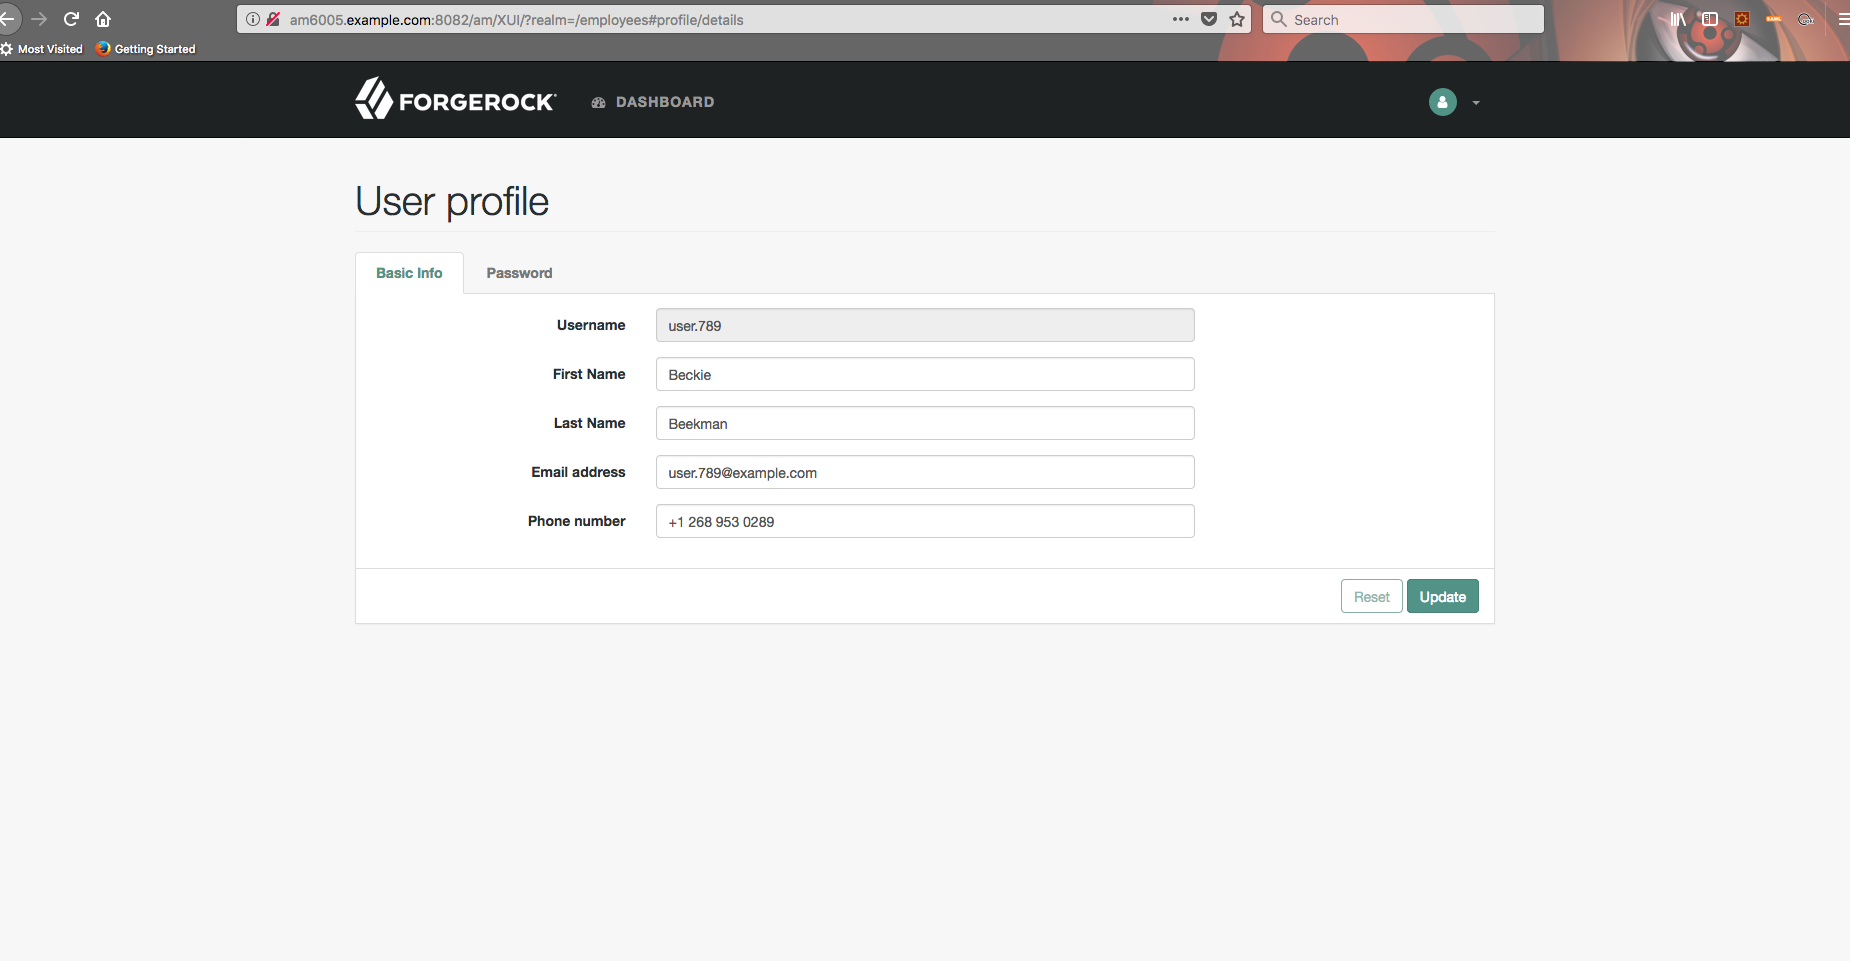 am6005.example.com:8082/am/XUI/?realm=/employees#profile/details
Search
Most Visited
Getting Started
FORGEROCK
DASHBOARD
User profile
Basic Info
Password
Username
user.789
First Name
Beckie
Last Name
Beekman
Email address
user.789@example.com
Phone number
+1 268 953 0289
Reset
Update